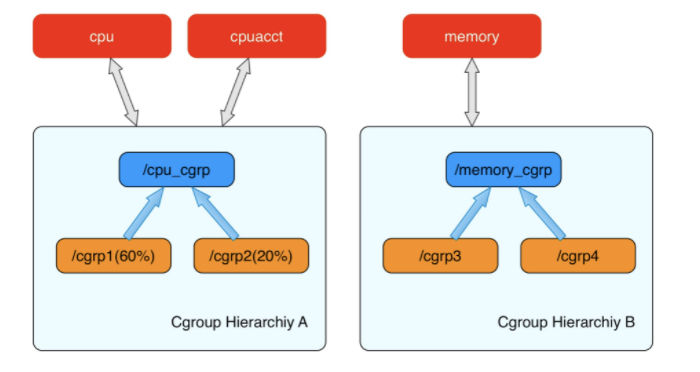 cpu
cpuacct
memory
/cpu_cgrp
/memory_cgrp
/cgrp1(60%)
/cgrp2(20%)
/cgrp3
/cgrp4
Cgroup Hierarchiy A
Cgroup Hierarchiy B